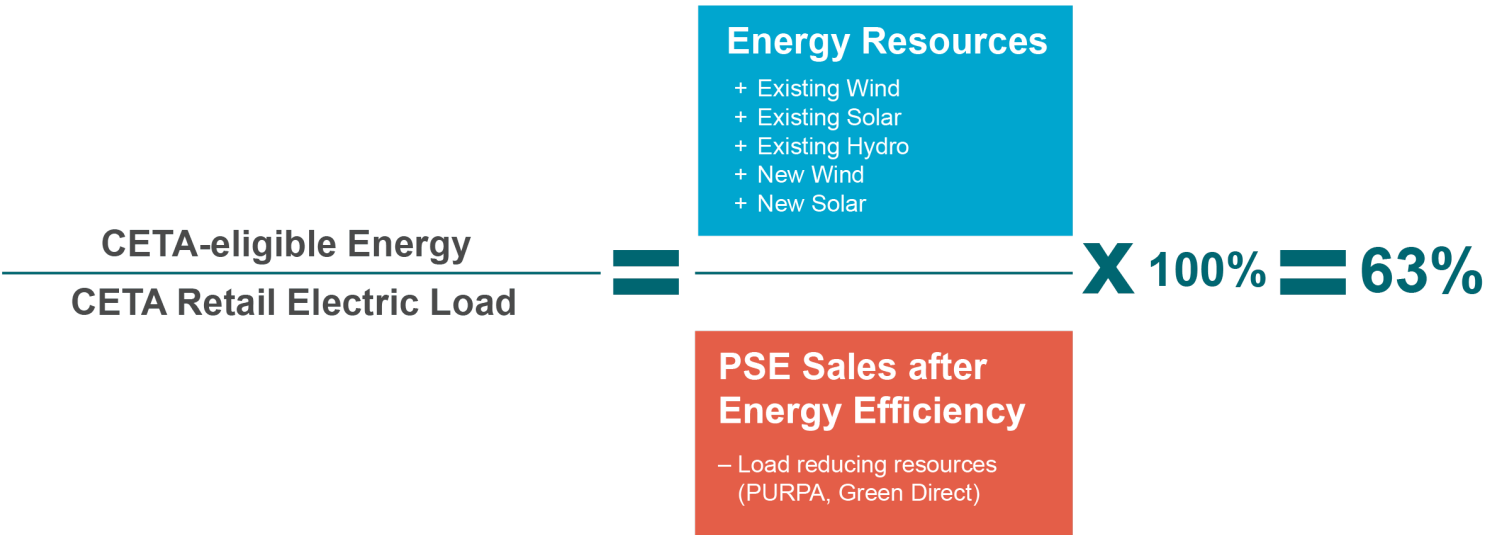 CETA-eligible Energy
CETA Retail Electric Load
=
Energy Resources
+ Existing Wind
+ Existing Solar
+ Existing Hydro
+ New Wind
+ New Solar
PSE Sales after
Energy Efficiency
– Load reducing resources
(PURPA, Green Direct)
x 100% = 63%